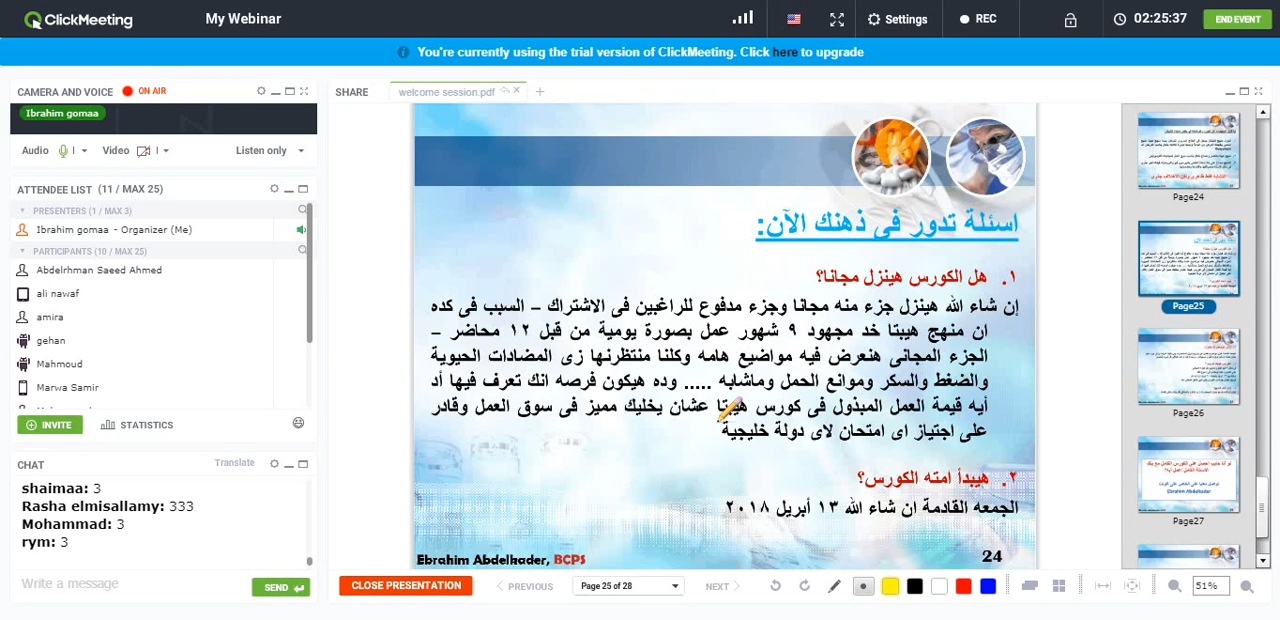 ClickMeeting
My Webinar
Settings
REC
02:25:37
END EVENT
You're currently using the trial version of ClickMeeting. Click here to upgrade
CAMERA AND VOICE
ON AIR
Ibrahim gomaa
Audio
Video
Listen only
ATTENDEE LIST (11 / MAX 25)
PRESENTERS (1 / MAX 3)
Ibrahim gomaa - Organizer (Me)
PARTICIPANTS (10 / MAX 25)
Abdelrhman Saeed Ahmed
ali nawaf
amira
gehan
Mahmoud
Marwa Samir
INVITE
STATISTICS
CHAT
Translate
shaimaa: 3
Rasha elmisallamy: 333
Mohammad: 3
rym: 3
Write a message
SEND
SHARE
welcome session.pdf
اسئلة تدور فى ذهنك الآن:
١. هل الكورس هينزل مجانا؟
إن شاء الله هينزل جزء منه مجانا وجزء مدفوع للراغبين فى الاشتراك – السبب فى كده
ان منهج هيبتا خد مجهود ٩ شهور عمل بصورة يومية من قبل ١٢ محاضر –
الجزء المجانى هنعرض فيه مواضيع هامه وكلنا منتظرنها زى المضادات الحيوية
والضغط والسكر وموانع الحمل وماشابه ..... وده هيكون فرصه انك تعرف فيها أد
أيه قيمة العمل المبذول فى كورس هيبتا عشان يخليك مميز فى سوق العمل وقادر
على اجتياز اى امتحان لاى دولة خليجية
٢. هيبدأ امته الكورس؟
الجمعه القادمة ان شاء الله ١٣ أبريل ٢٠١٨
Ebrahim Abdelkader, BCPS
24
Page24
Page25
Page26
Ebrahim Abdelkader
Page27
CLOSE PRESENTATION
PREVIOUS
Page 25 of 28
NEXT
51%